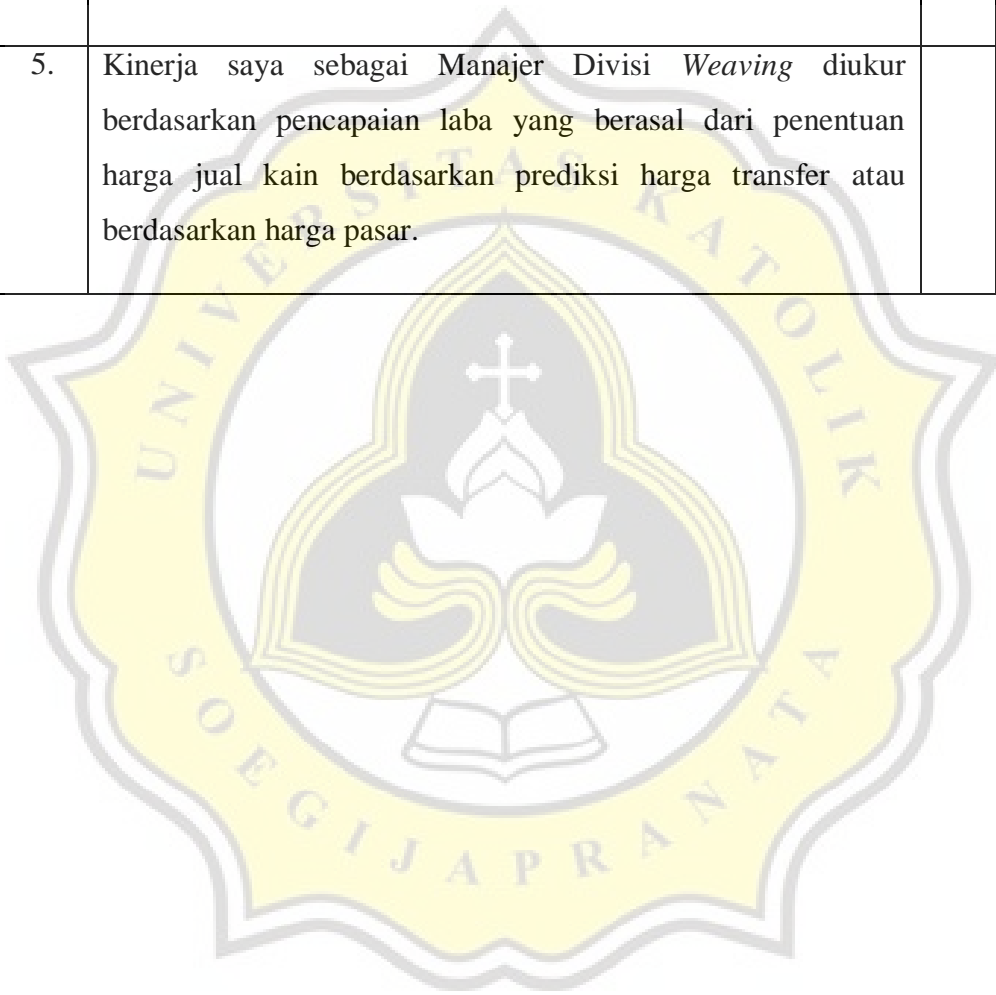 5. Kinerja saya sebagai Manajer Divisi Weaving diukur
berdasarkan pencapaian laba yang berasal dari penentuan
harga jual kain berdasarkan prediksi harga transfer atau
berdasarkan harga pasar.
UNIVERSITAS KATOLIK
SOEGIJAPRANATA